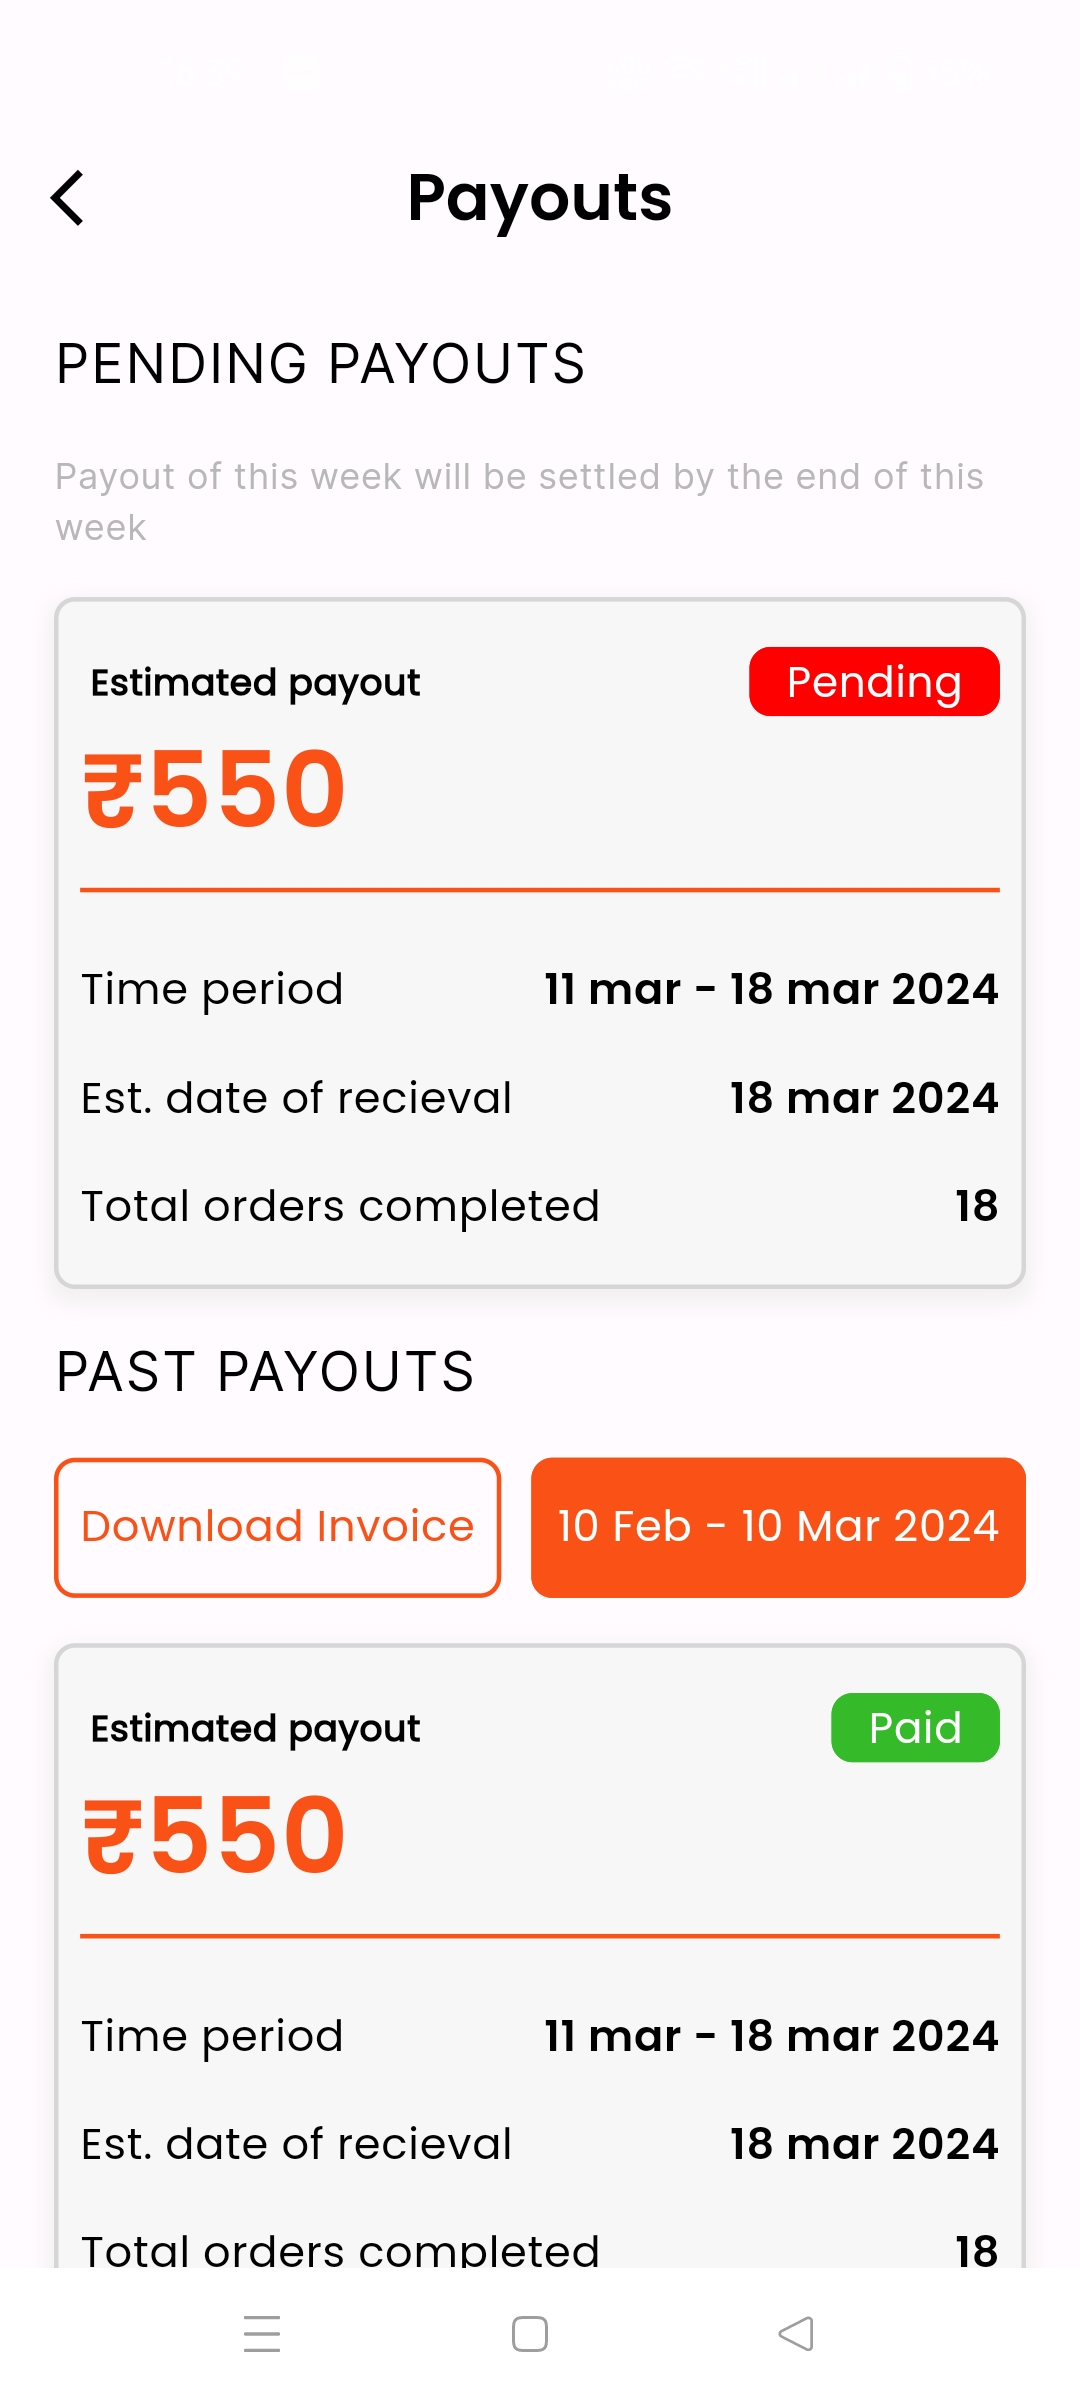 Payouts
PENDING PAYOUTS
Payout of this week will be settled by the end of this
week
Estimated payout
Pending
₹550
Time period
11 mar - 18 mar 2024
Est. date of recieval
18 mar 2024
Total orders completed
18
PAST PAYOUTS
Download Invoice
10 Feb - 10 Mar 2024
Estimated payout
Paid
₹550
Time period
11 mar - 18 mar 2024
Est. date of recieval
18 mar 2024
Total orders completed
18